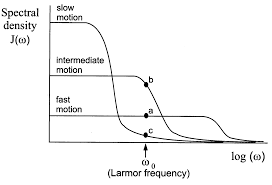 Spectral
density
J(ω)
slow
motion
intermediate
motion
fast
motion
b
a
c
ω₀
(Larmor frequency)
log (ω)